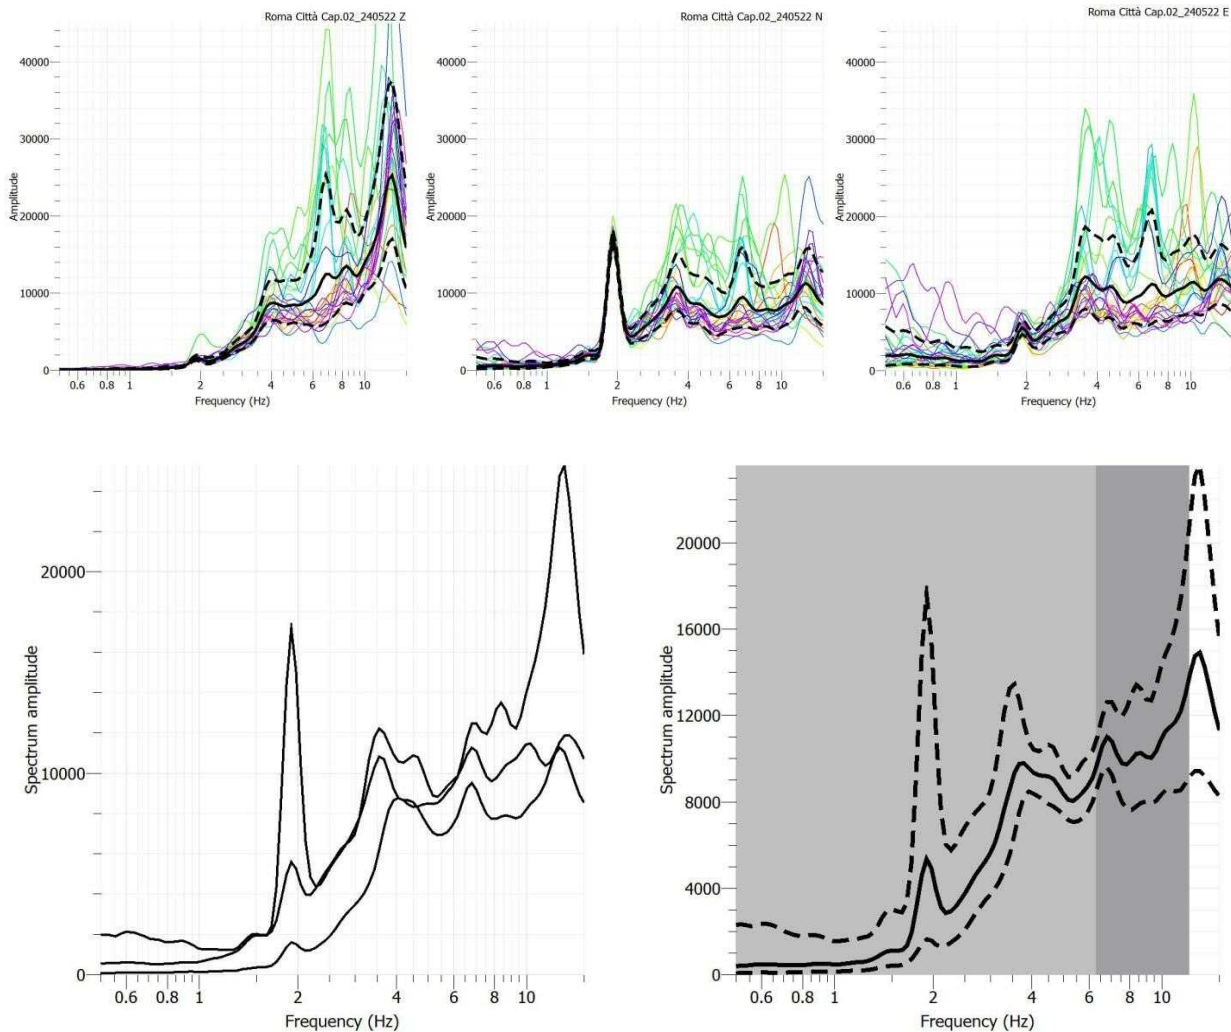 Roma Città Cap.02_240522 Z
40000
30000
20000
10000
0
Amplitude
0.6 0.8 1 2 4 6 8 10
Frequency (Hz)
Roma Città Cap.02_240522 N
40000
30000
20000
10000
0
Amplitude
0.6 0.8 1 2 4 6 8 10
Frequency (Hz)
Roma Città Cap.02_240522 E
40000
30000
20000
10000
0
Amplitude
0.6 0.8 1 2 4 6 8 10
Frequency (Hz)
20000
10000
0
Spectrum amplitude
0.6 0.8 1 2 4 6 8 10
Frequency (Hz)
20000
16000
12000
8000
4000
0
Spectrum amplitude
0.6 0.8 1 2 4 6 8 10
Frequency (Hz)